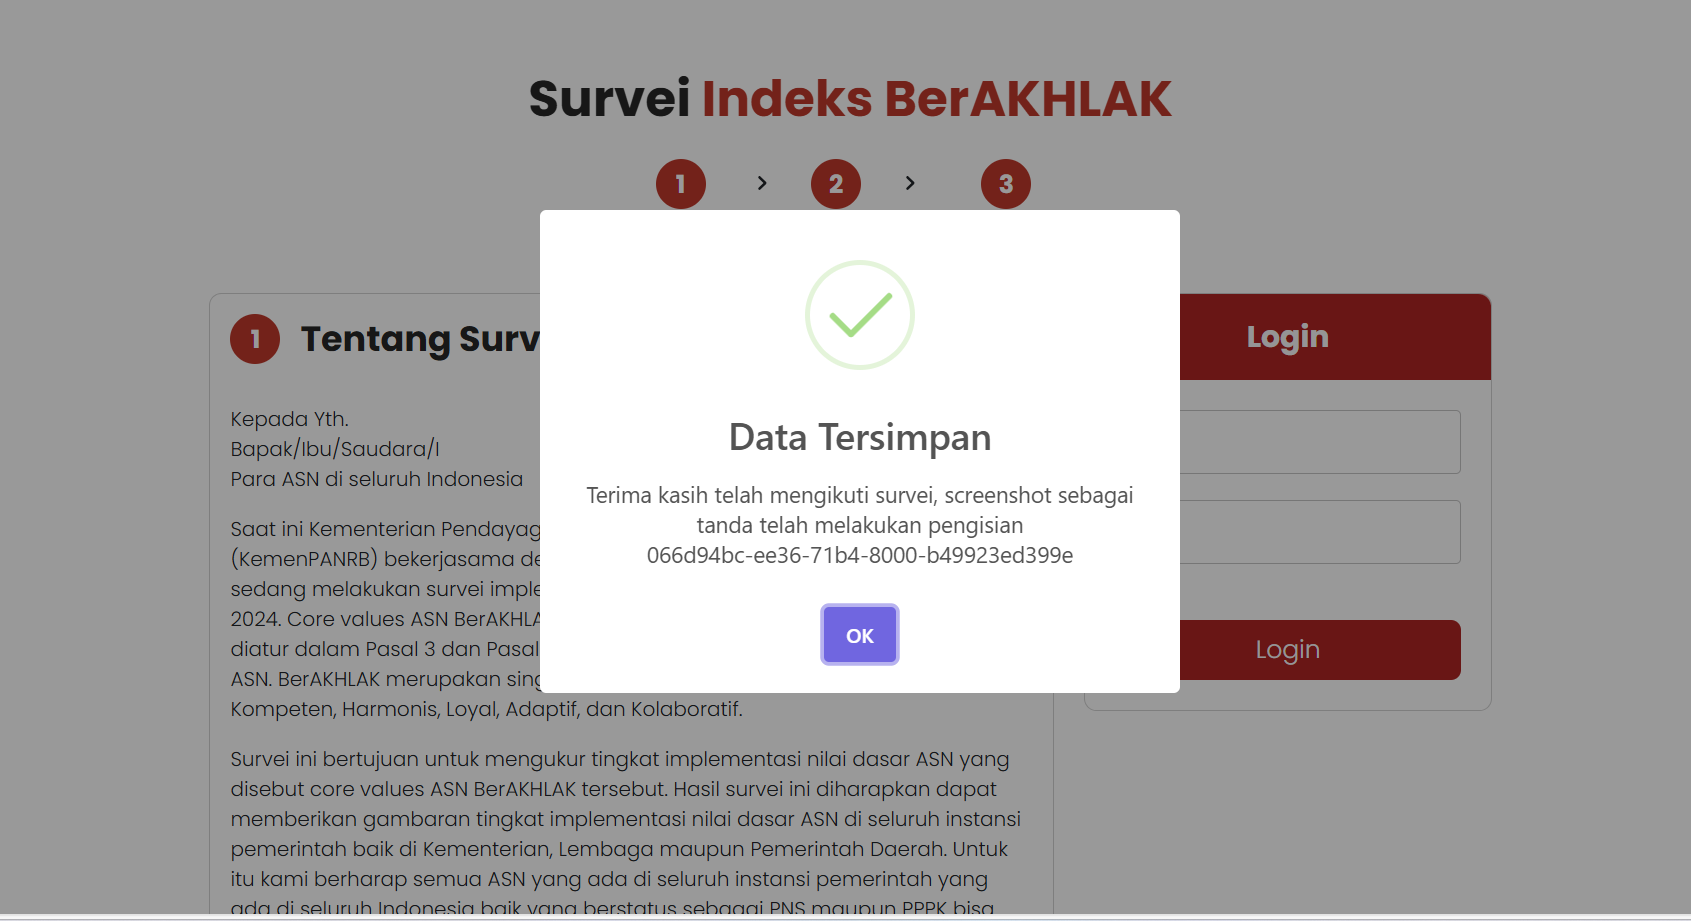 Survei Indeks BerAKHLAK
1 > 2 > 3
Data Tersimpan
Terima kasih telah mengikuti survei, screenshot sebagai
tanda telah melakukan pengisian
066d94bc-ee36-71b4-8000-b49923ed399e
OK
1 Tentang Surv
Kepada Yth.
Bapak/Ibu/Saudara/I
Para ASN di seluruh Indonesia
Saat ini Kementerian Pendayag
(KemenPANRB) bekerjasama de
sedang melakukan survei imple
2024. Core values ASN BerAKHLA
diatur dalam Pasal 3 dan Pasal
ASN. BerAKHLAK merupakan sing
Kompeten, Harmonis, Loyal, Adaptif, dan Kolaboratif.
Survei ini bertujuan untuk mengukur tingkat implementasi nilai dasar ASN yang
disebut core values ASN BerAKHLAK tersebut. Hasil survei ini diharapkan dapat
memberikan gambaran tingkat implementasi nilai dasar ASN di seluruh instansi
pemerintah baik di Kementerian, Lembaga maupun Pemerintah Daerah. Untuk
itu kami berharap semua ASN yang ada di seluruh instansi pemerintah yang
ada di seluruh Indonesia baik yang berstatus sebagai PNS maupun PPPK bisa
Login
Login